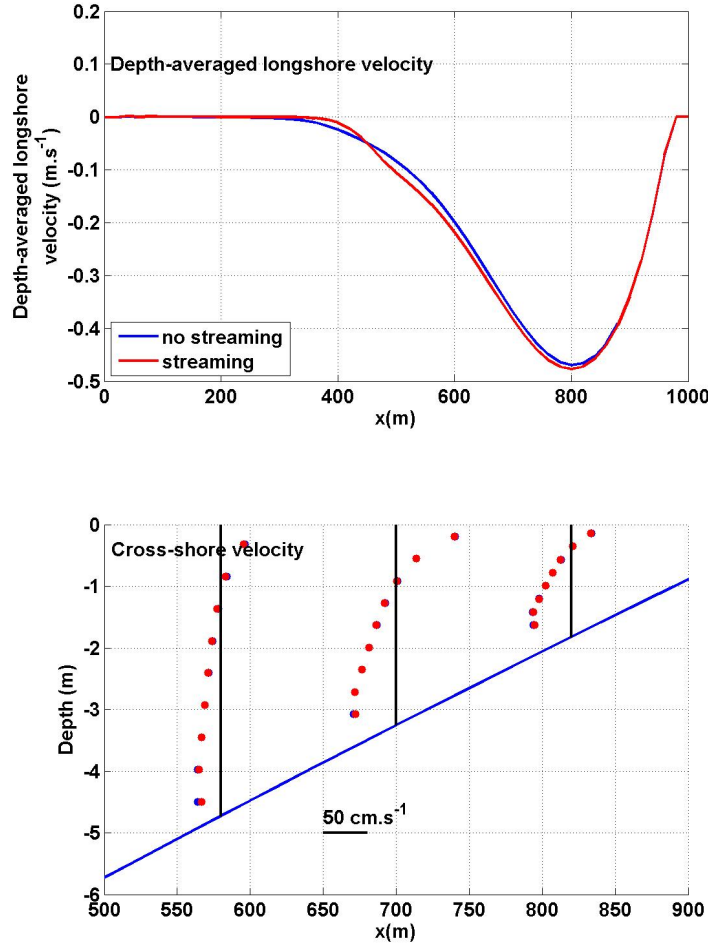 0.2
0.1
0
-0.1
-0.2
-0.3
-0.4
-0.5
Depth-averaged longshore
velocity (m.s-1)
Depth-averaged longshore velocity
no streaming
streaming
0 200 400 600 800 1000
x(m)
0
-1
-2
-3
-4
-5
-6
Depth (m)
Cross-shore velocity
50 cm.s-1
500 550 600 650 700 750 800 850 900
x(m)